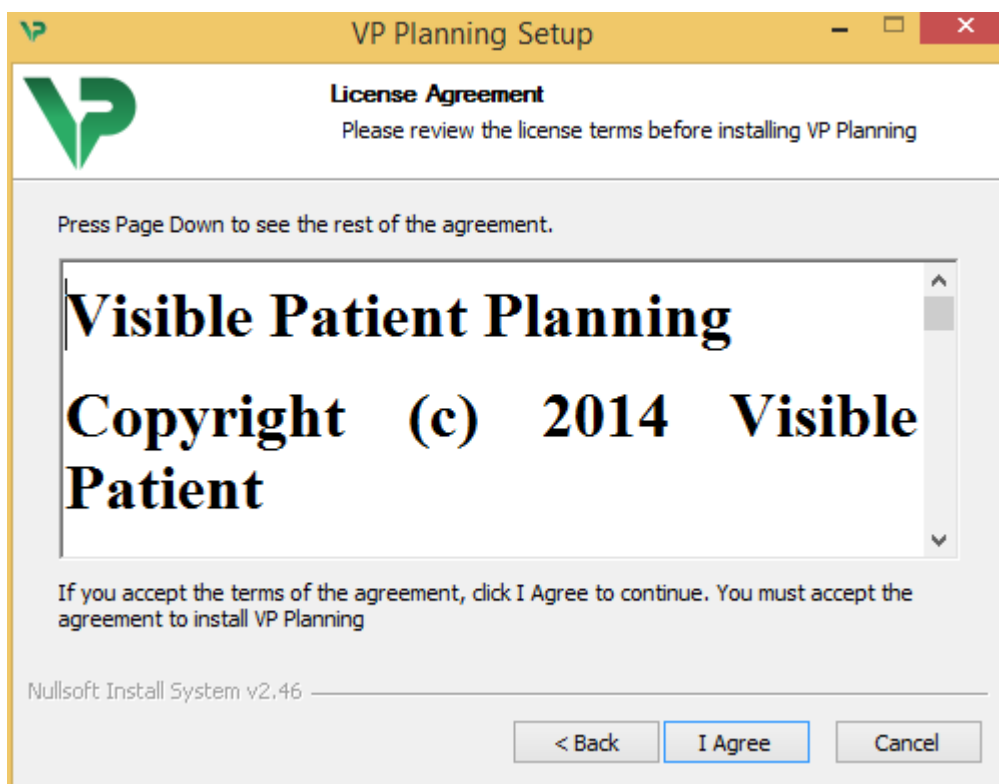 VP Planning Setup
VP
License Agreement
Please review the license terms before installing VP Planning
Press Page Down to see the rest of the agreement.
Visible Patient Planning
Copyright (c) 2014 Visible
Patient
If you accept the terms of the agreement, click I Agree to continue. You must accept the
agreement to install VP Planning
Nullsoft Install System v2.46
< Back
I Agree
Cancel